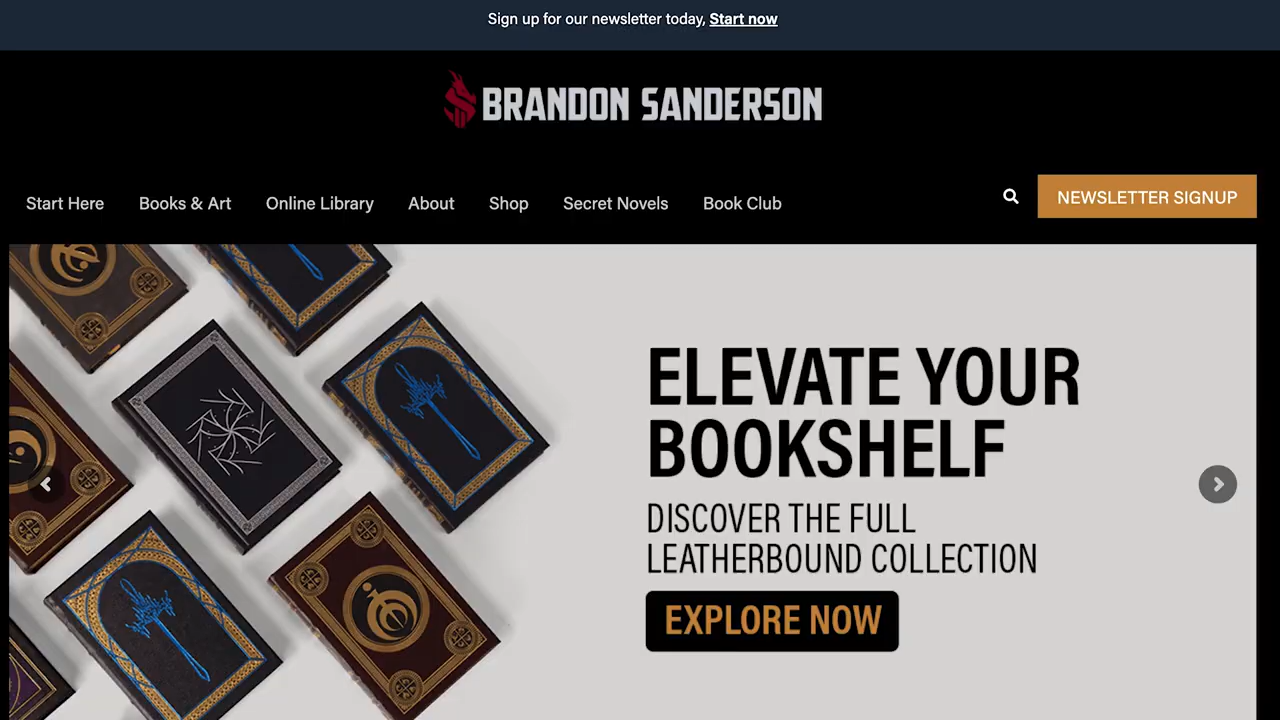 Sign up for our newsletter today, Start now
BRANDON SANDERSON
Start Here Books & Art Online Library About Shop Secret Novels Book Club NEWSLETTER SIGNUP
ELEVATE YOUR
BOOKSHELF
DISCOVER THE FULL
LEATHERBOUND COLLECTION
EXPLORE NOW